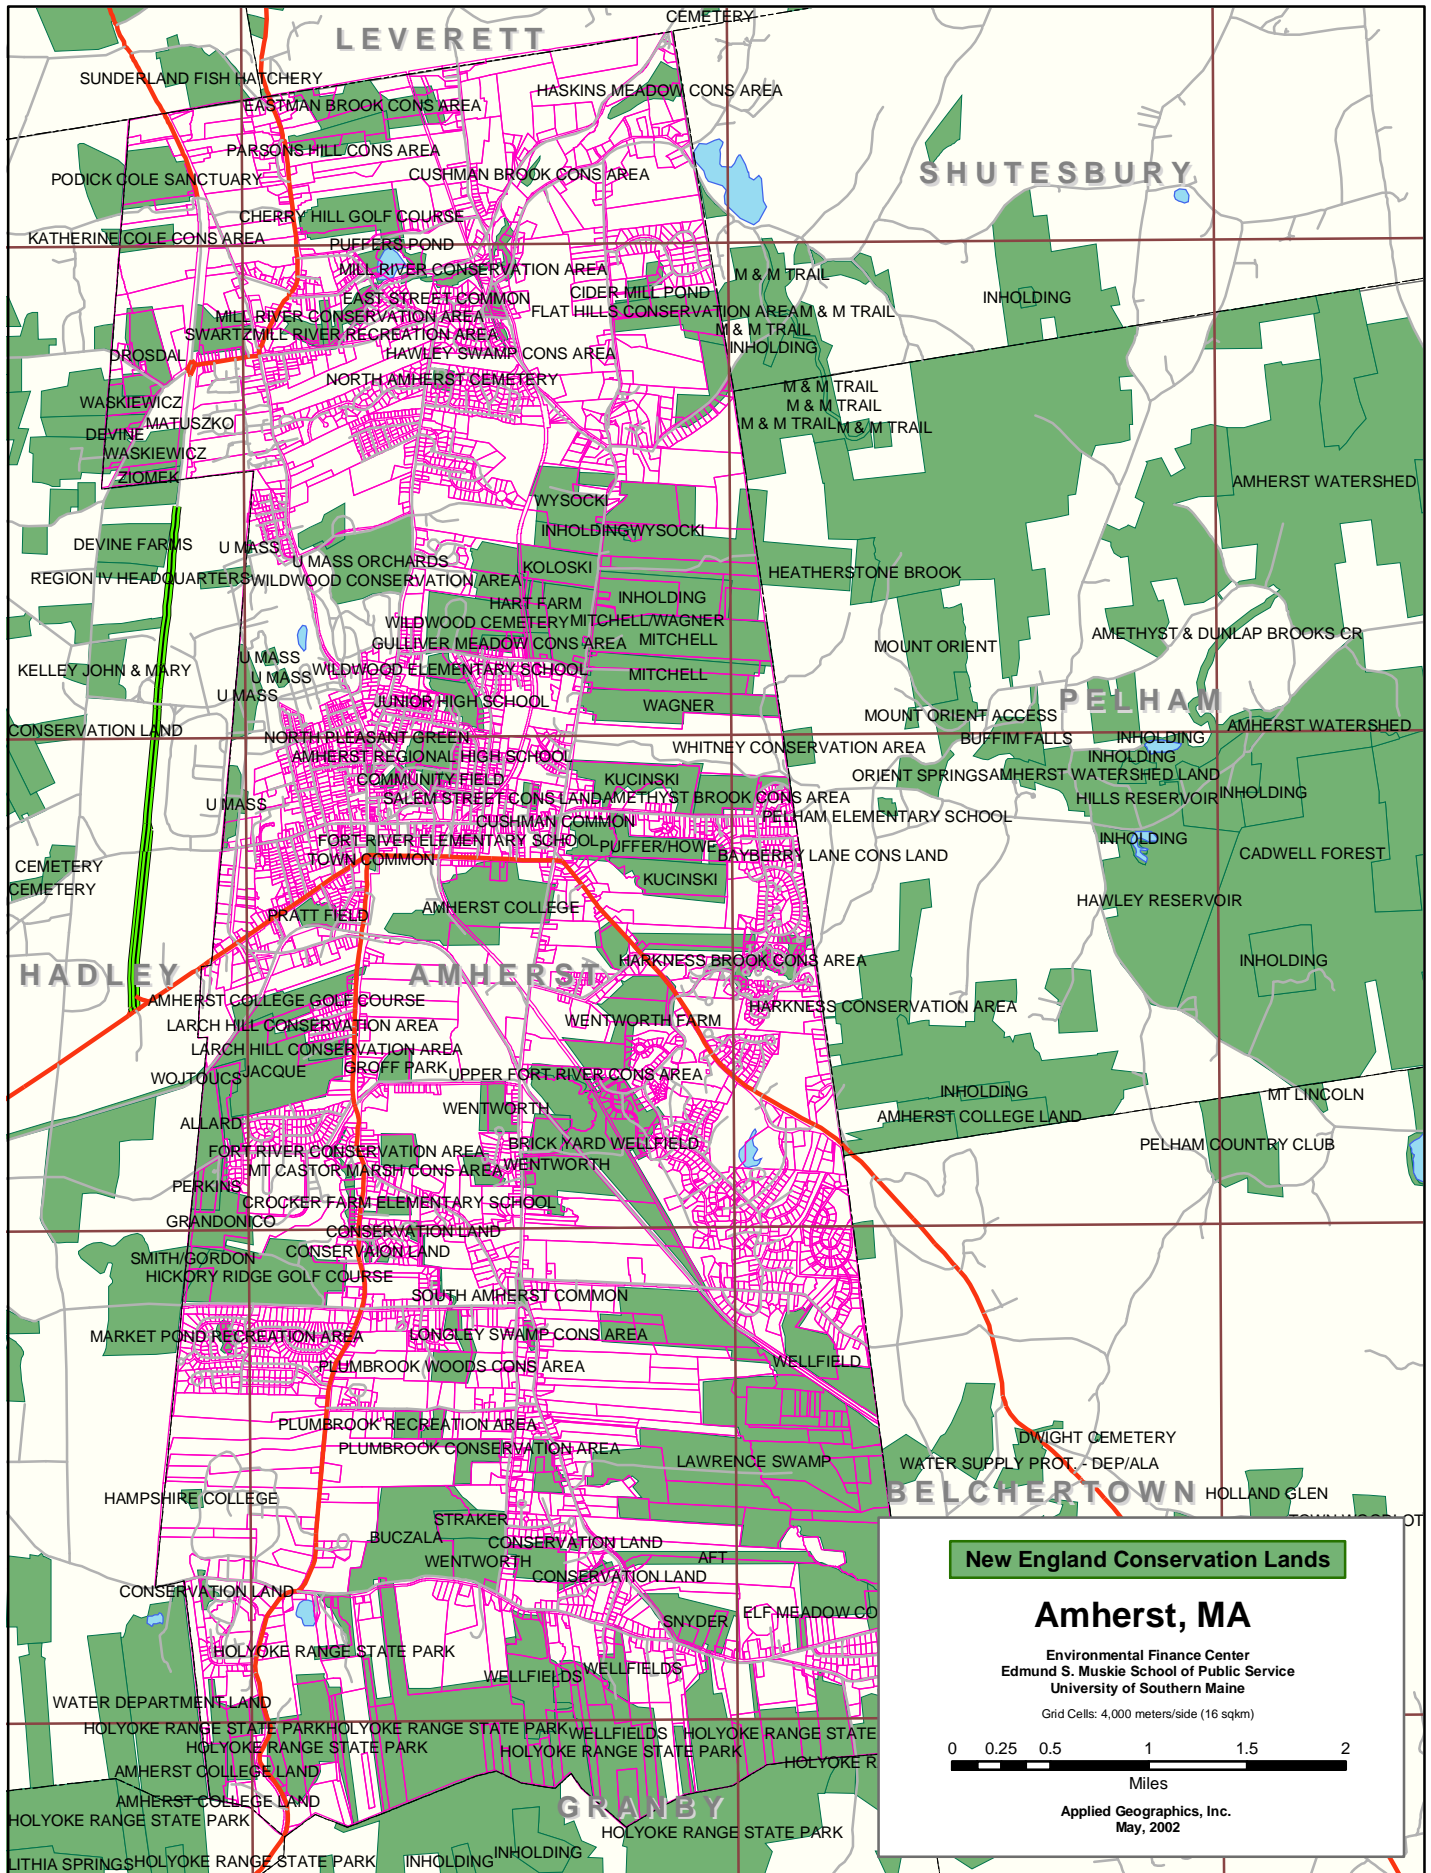 CEMETERY
LEVERETT
SUNDERLAND FISH HATCHERY
HASKINS MEADOW CONS AREA
EASTMAN BROOK CONS AREA
PARSONS HILL CONS AREA
CUSHMAN BROOK CONS AREA
SHUTESBURY
PODICK COLE SANCTUARY
CHERRY HILL GOLF COURSE
KATHERINE COLE CONS AREA
PUFFERS POND
MILL RIVER CONSERVATION AREA
M & M TRAIL
CIDER MILL POND
EAST STREET COMMON
INHOLDING
FLAT HILLS CONSERVATION AREA
M & M TRAIL
MILL RIVER CONSERVATION AREA
M & M TRAIL
SWARTZ
MILL RIVER RECREATION AREA
INHOLDING
DROSDAL
HAWLEY SWAMP CONS AREA
NORTH AMHERST CEMETERY
M & M TRAIL
WASKIEWICZ
M & M TRAIL
MATUSZKO
M & M TRAIL
M & M TRAIL
DEVINE
WASKIEWICZ
ZIOMEK
AMHERST WATERSHED
WYSOCKI
INHOLDING
WYSOCKI
DEVINE FARMS
U MASS
U MASS ORCHARDS
KOLOSKI
HEATHERSTONE BROOK
REGION IV HEADQUARTERS
WILDWOOD CONSERVATION AREA
HART FARM
INHOLDING
WILDWOOD CEMETERY
MITCHELL/WAGNER
AMETHYST & DUNLAP BROOKS CR
GULLIVER MEADOW CONS AREA
MITCHELL
MOUNT ORIENT
U MASS
KELLEY JOHN & MARY
U MASS
WILDWOOD ELEMENTARY SCHOOL
MITCHELL
U MASS
JUNIOR HIGH SCHOOL
WAGNER
PELHAM
MOUNT ORIENT ACCESS
AMHERST WATERSHED
CONSERVATION LAND
NORTH PLEASANT GREEN
BUFFIM FALLS
INHOLDING
WHITNEY CONSERVATION AREA
AMHERST REGIONAL HIGH SCHOOL
INHOLDING
COMMUNITY FIELD
KUCINSKI
ORIENT SPRINGS
AMHERST WATERSHED LAND
U MASS
SALEM STREET CONS LAND
AMETHYST BROOK CONS AREA
HILLS RESERVOIR
INHOLDING
CUSHMAN COMMON
PELHAM ELEMENTARY SCHOOL
FORT RIVER ELEMENTARY SCHOOL
PUFFER/HOWE
INHOLDING
TOWN COMMON
BAYBERRY LANE CONS LAND
CADWELL FOREST
CEMETERY
KUCINSKI
CEMETERY
HAWLEY RESERVOIR
PRATT FIELD
AMHERST COLLEGE
HADLEY
AMHERST
HARKNESS BROOK CONS AREA
INHOLDING
AMHERST COLLEGE GOLF COURSE
HARKNESS CONSERVATION AREA
LARCH HILL CONSERVATION AREA
WENTWORTH FARM
LARCH HILL CONSERVATION AREA
WOJTOUCS
JACQUE
GROFF PARK
UPPER FORT RIVER CONS AREA
INHOLDING
MT LINCOLN
WENTWORTH
AMHERST COLLEGE LAND
ALLARD
BRICK YARD WELLFIELD
PELHAM COUNTRY CLUB
FORT RIVER CONSERVATION AREA
MT CASTOR MARSH CONS AREA
WENTWORTH
PERKINS
CROCKER FARM ELEMENTARY SCHOOL
GRANDONICO
CONSERVATION LAND
SMITH/GORDON
CONSERVAION LAND
HICKORY RIDGE GOLF COURSE
SOUTH AMHERST COMMON
MARKET POND RECREATION AREA
LONGLEY SWAMP CONS AREA
PLUMBROOK WOODS CONS AREA
WELLFIELD
PLUMBROOK RECREATION AREA
PLUMBROOK CONSERVATION AREA
DWIGHT CEMETERY
LAWRENCE SWAMP
WATER SUPPLY PROT. - DEP/ALA
BELCHERTOWN
HOLLAND GLEN
HAMPSHIRE COLLEGE
STRAKER
BUCZALA
CONSERVATION LAND
WENTWORTH
AFT
CONSERVATION LAND
CONSERVATION LAND
SNYDER
ELF MEADOW CO
HOLYOKE RANGE STATE PARK
WELLFIELDS
WELLFIELDS
WATER DEPARTMENT LAND
HOLYOKE RANGE STATE PARK
HOLYOKE RANGE STATE PARK
WELLFIELDS
HOLYOKE RANGE STATE
HOLYOKE RANGE STATE PARK
HOLYOKE RANGE STATE PARK
HOLYOKE R
AMHERST COLLEGE LAND
AMHERST COLLEGE LAND
GRANBY
HOLYOKE RANGE STATE PARK
HOLYOKE RANGE STATE PARK
LITHIA SPRINGS
HOLYOKE RANGE STATE PARK
INHOLDING
INHOLDING
New England Conservation Lands
Amherst, MA
Environmental Finance Center
Edmund S. Muskie School of Public Service
University of Southern Maine
Grid Cells: 4,000 meters/side (16 sqkm)
0 0.25 0.5 1 1.5 2
Miles
Applied Geographics, Inc.
May, 2002